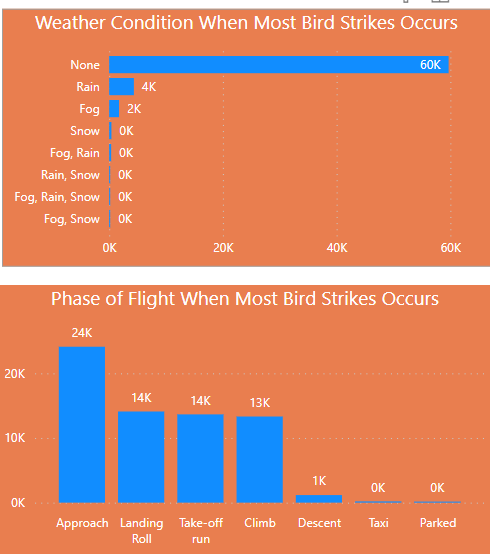 Weather Condition When Most Bird Strikes Occurs
None 60K
Rain 4K
Fog 2K
Snow 0K
Fog, Rain 0K
Rain, Snow 0K
Fog, Rain, Snow 0K
Fog, Snow 0K
0K 20K 40K 60K
Phase of Flight When Most Bird Strikes Occurs
24K
20K
14K 14K 13K
10K
1K 0K 0K
0K
Approach Landing Take-off Climb Descent Taxi Parked
Roll run